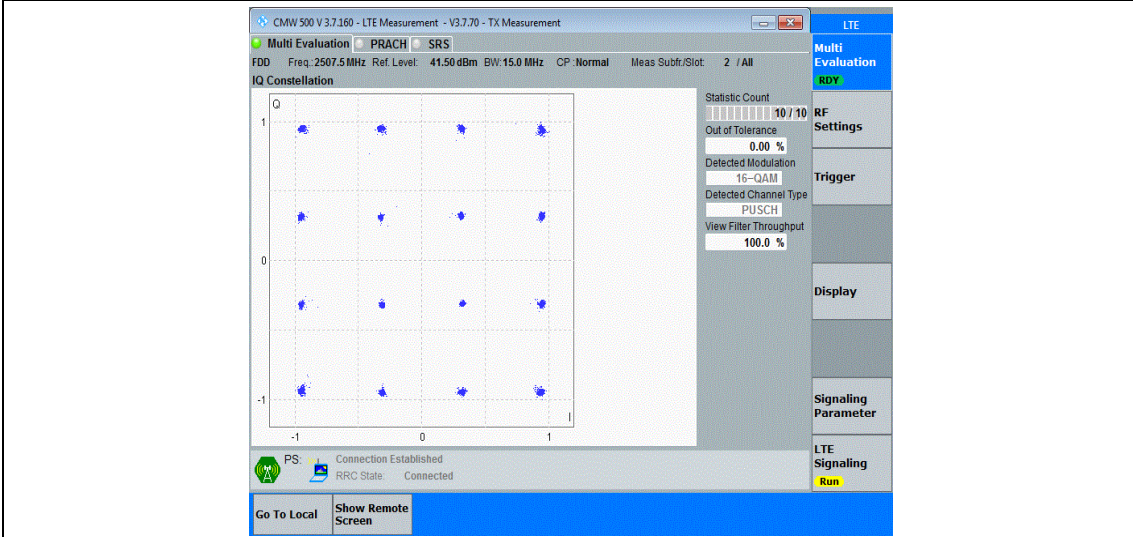 CMW 500 V 3.7.160 - LTE Measurement - V3.7.70 - TX Measurement
LTE
Multi Evaluation PRACH SRS
Multi
Evaluation
RDY
FDD Freq.:2507.5 MHz Ref. Level: 41.50 dBm BW:15.0 MHz CP :Normal Meas Subfr./Slot: 2 / All
IQ Constellation
Q
1
0
-1
-1
0
1
I
Statistic Count
10 / 10
Out of Tolerance
0.00 %
Detected Modulation
16-QAM
Detected Channel Type
PUSCH
View Filter Throughput
100.0 %
RF
Settings
Trigger
Display
Signaling
Parameter
LTE
Signaling
Run
PS: Connection Established
RRC State: Connected
Go To Local
Show Remote
Screen